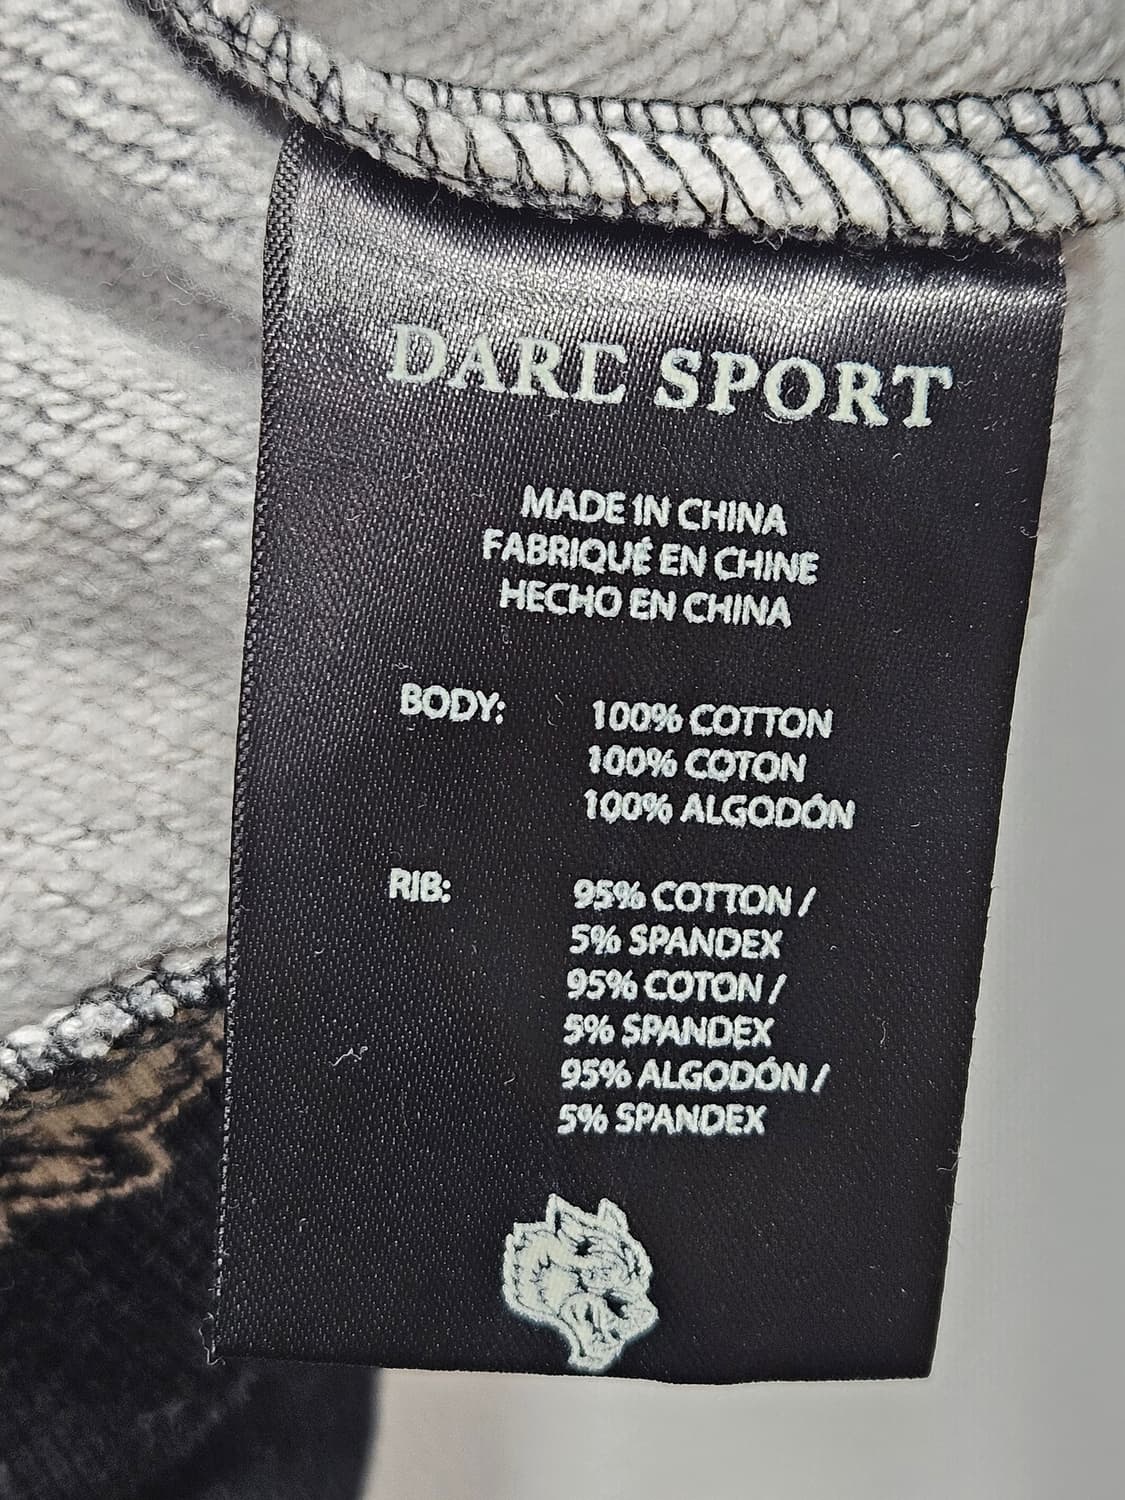 DARE SPORT
MADE IN CHINA
FABRIQUÉ EN CHINE
HECHO EN CHINA
BODY: 100% COTTON
100% COTON
100% ALGODÓN
RIB: 95% COTTON /
5% SPANDEX
95% COTON /
5% SPANDEX
95% ALGODÓN /
5% SPANDEX